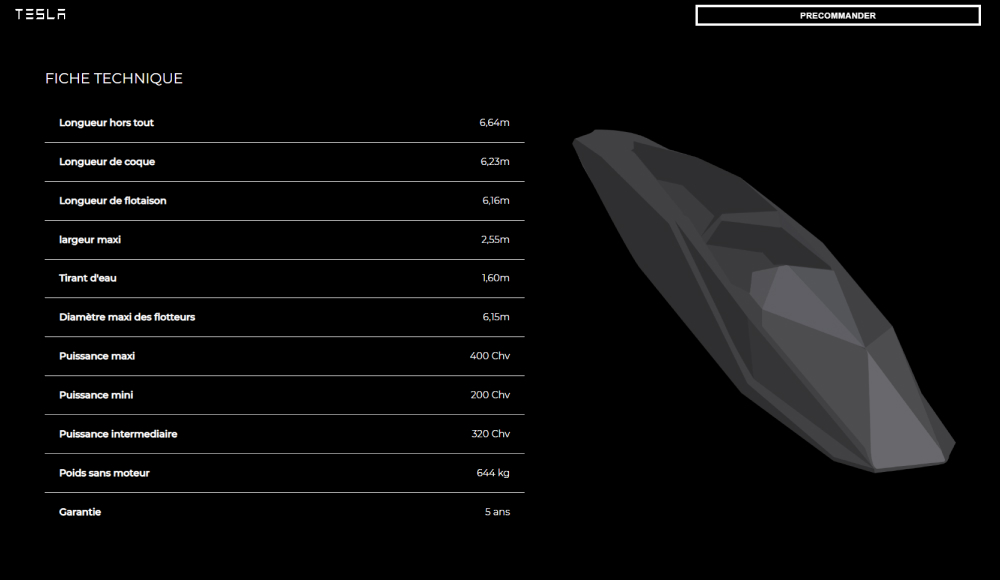 TESLA
PRECOMMANDER
FICHE TECHNIQUE
Longueur hors tout 6,64m
Longueur de coque 6,23m
Longueur de flotaison 6,16m
largeur maxi 2,55m
Tirant d'eau 1,60m
Diamètre maxi des flotteurs 6,15m
Puissance maxi 400 Chv
Puissance mini 200 Chv
Puissance intermediaire 320 Chv
Poids sans moteur 644 kg
Garantie 5 ans